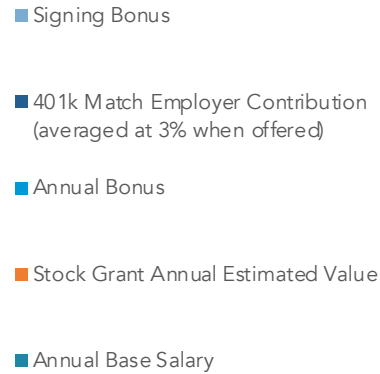 Signing Bonus
401k Match Employer Contribution
(averaged at 3% when offered)
Annual Bonus
Stock Grant Annual Estimated Value
Annual Base Salary